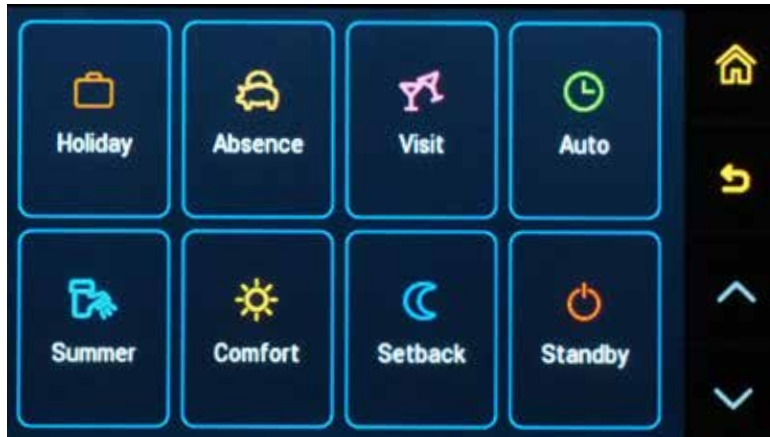 Holiday
Absence
Visit
Auto
Summer
Comfort
Setback
Standby